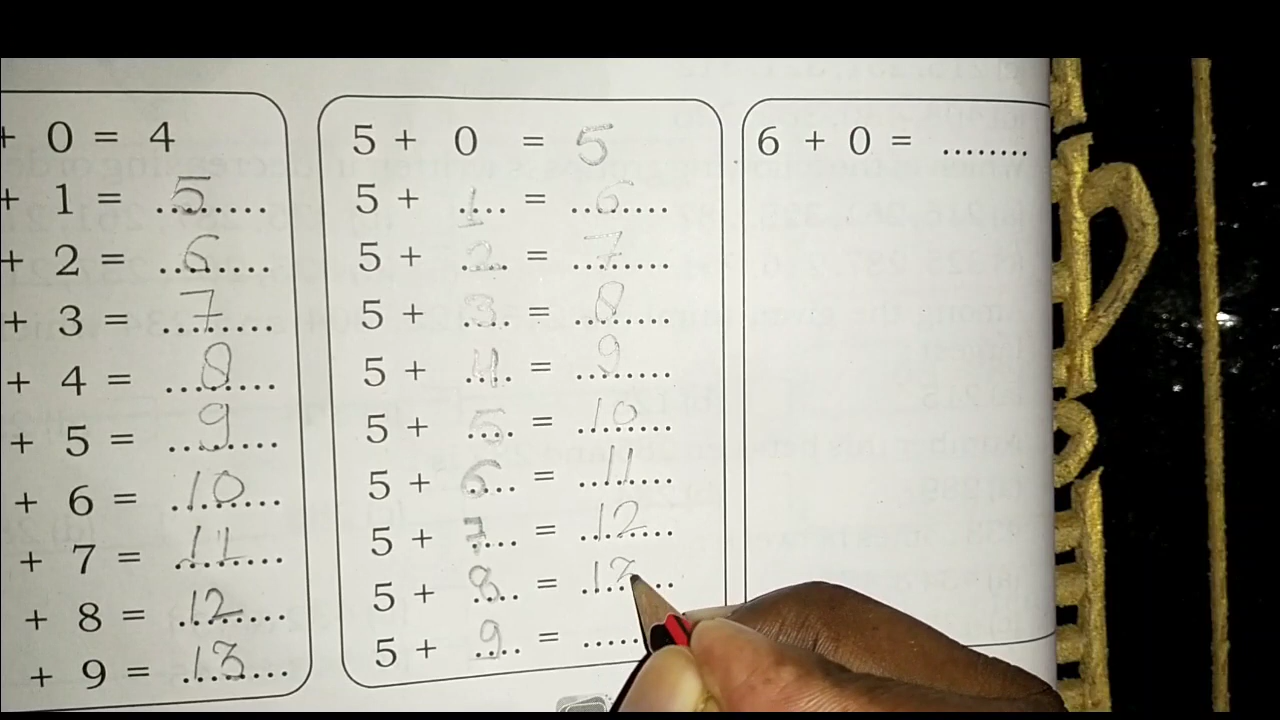 + 0 = 4
+ 1 = 5
+ 2 = 6
+ 3 = 7
+ 4 = 8
+ 5 = 9
+ 6 = 10
+ 7 = 11
+ 8 = 12
+ 9 = 13
5 + 0 = 5
5 + 1 = 6
5 + 2 = 7
5 + 3 = 8
5 + 4 = 9
5 + 5 = 10
5 + 6 = 11
5 + 7 = 12
5 + 8 = 13
5 + 9 = ......
6 + 0 = ........